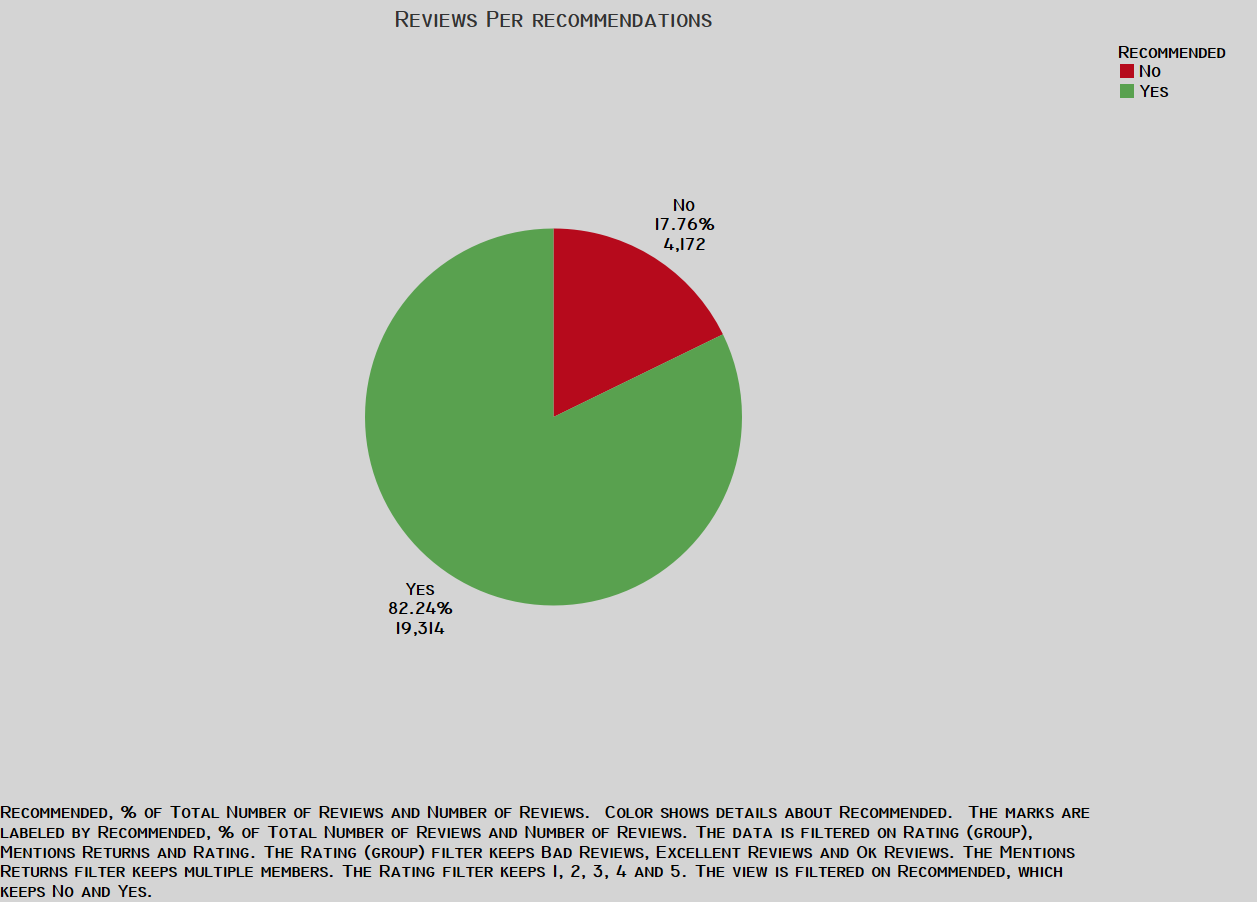 Reviews Per recommendations
Recommended
No
Yes
No
17.76%
4,172
Yes
82.24%
19,314
Recommended, % of Total Number of Reviews and Number of Reviews.  Color shows details about Recommended.  The marks are
labeled by Recommended, % of Total Number of Reviews and Number of Reviews. The data is filtered on Rating (group),
Mentions Returns and Rating. The Rating (group) filter keeps Bad Reviews, Excellent Reviews and Ok Reviews. The Mentions
Returns filter keeps multiple members. The Rating filter keeps 1, 2, 3, 4 and 5. The view is filtered on Recommended, which
keeps No and Yes.